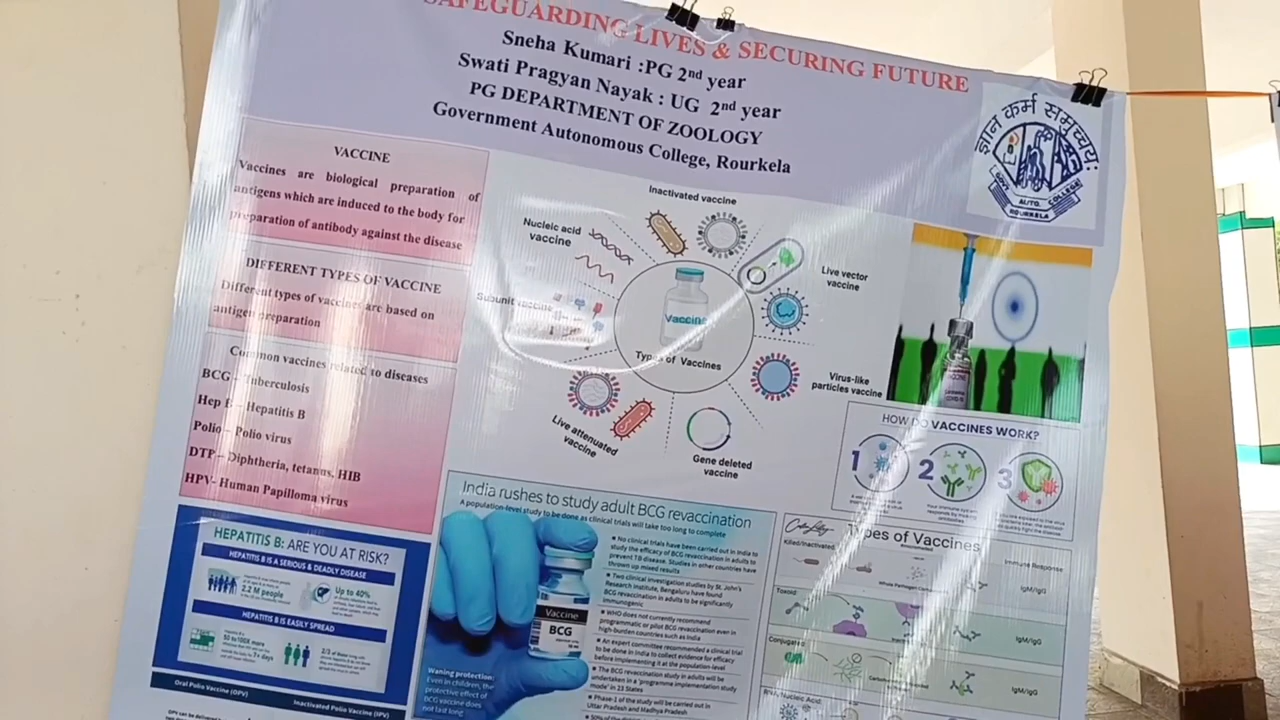 SAFEGUARDING LIVES & SECURING FUTURE
Sneha Kumari :PG 2nd year
Swati Pragyan Nayak : UG 2nd year
PG DEPARTMENT OF ZOOLOGY
Government Autonomous College, Rourkela
ज्ञान कर्म समुच्चयः
GOVT. AUTO. COLLEGE
ROURKELA
VACCINE
Vaccines are biological preparation of
antigens which are induced to the body for
preparation of antibody against the disease
DIFFERENT TYPES OF VACCINE
Different types of vaccines are based on
antigen preparation
Common vaccines related to diseases
BCG – Tuberculosis
Hep B – Hepatitis B
Polio – Polio virus
DTP – Diphtheria, tetanus, HIB
HPV- Human Papilloma virus
Inactivated vaccine
Nucleic acid
vaccine
Live vector
vaccine
Subunit vaccine
Vaccine
Types of Vaccines
Virus-like
particles vaccine
Live attenuated
vaccine
Gene deleted
vaccine
VACCINE
HOW DO VACCINES WORK?
1
2
3
HEPATITIS B: ARE YOU AT RISK?
HEPATITIS B IS A SERIOUS & DEADLY DISEASE
2.2 M people
Up to 40%
HEPATITIS B IS EASILY SPREAD
50 to100X more
7+ days
2/3
Oral Polio Vaccine (OPV)
Inactivated Polio Vaccine (IPV)
India rushes to study adult BCG revaccination
A population-level study to be done as clinical trials will take too long to complete
No clinical trials have been carried out in India to
study the efficacy of BCG revaccination in adults to
prevent TB disease. Studies in other countries have
thrown up mixed results
Two clinical investigation studies by St. John's
Research Institute, Bengaluru have found
BCG revaccination in adults to be significantly
immunogenic
WHO does not currently recommend
programmatic or pilot BCG revaccination even in
high-burden countries such as India
An expert committee recommended a clinical trial
to be done in India to collect evidence for efficacy
before implementing it at the population-level
The BCG revaccination study in adults will be
undertaken in a 'programme implementation study
mode' in 23 States
Phase-1 of the study will be carried out in
Uttar Pradesh and Madhya Pradesh
Vaccine
BCG
Waning protection:
Even in children, the
protective effect of
BCG vaccine does
not last long
Types of Vaccines
Killed/Inactivated
Immune Response
IgM/IgG
Toxoid
IgM/IgG
Conjugate
IgM/IgG